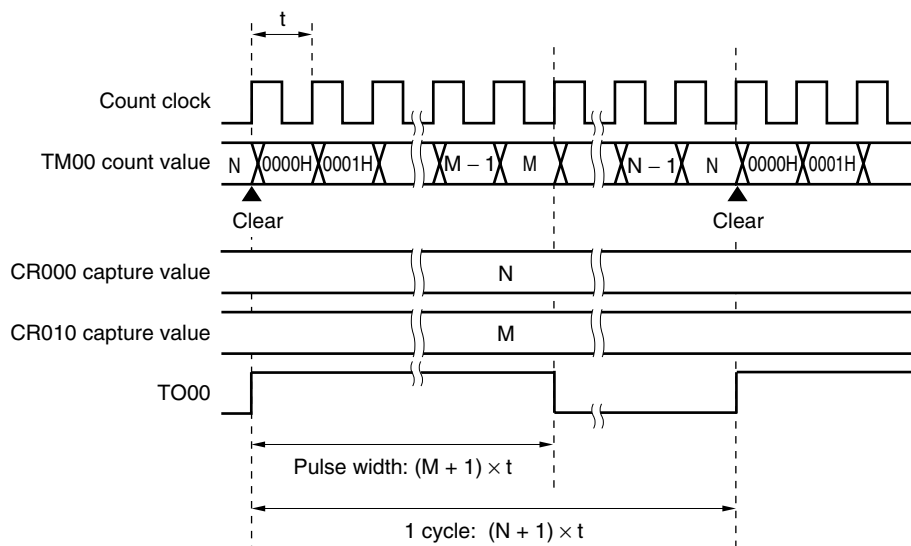 t
Count clock
TM00 count value N 0000H 0001H M − 1 M N − 1 N 0000H 0001H
Clear Clear
CR000 capture value N
CR010 capture value M
TO00
Pulse width: (M + 1) × t
1 cycle: (N + 1) × t